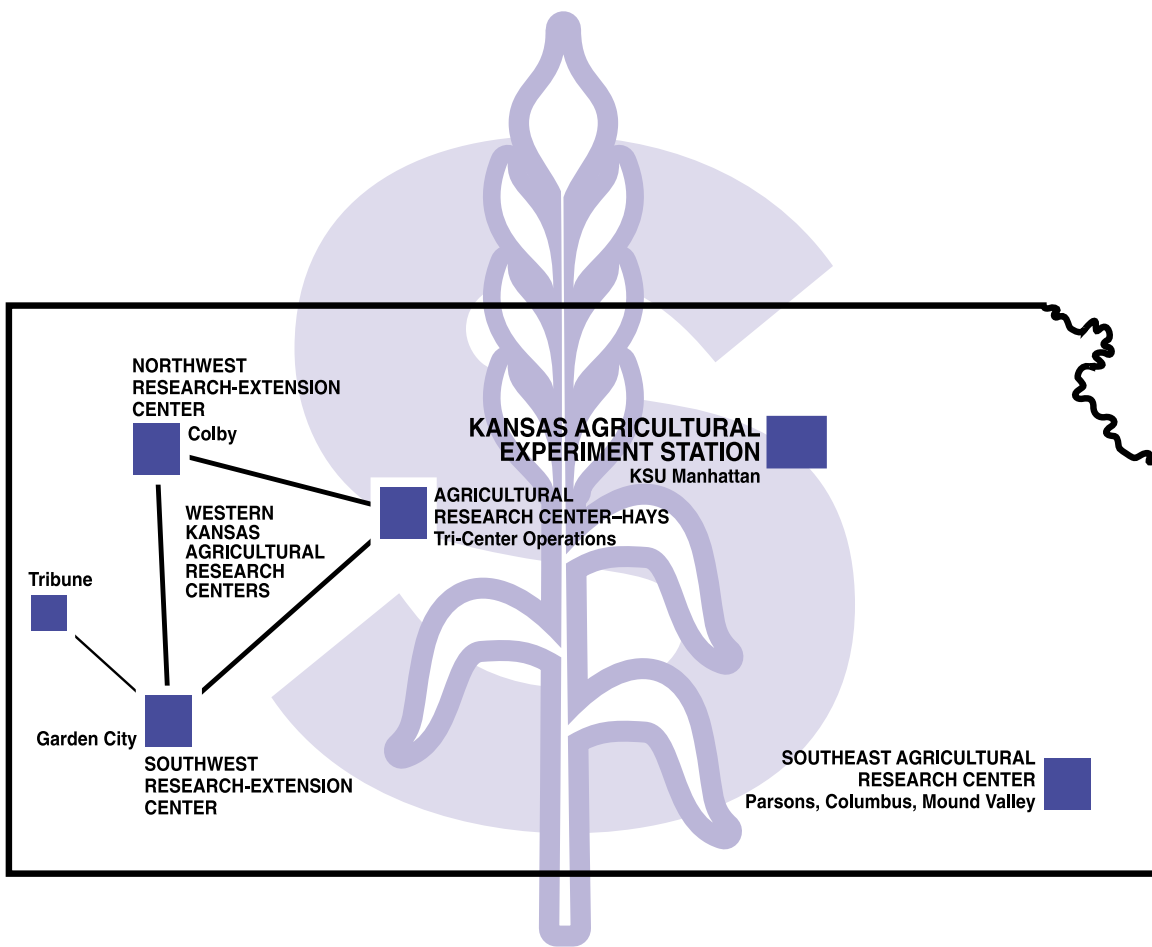 NORTHWEST
RESEARCH-EXTENSION
CENTER
Colby
KANSAS AGRICULTURAL
EXPERIMENT STATION
KSU Manhattan
AGRICULTURAL
RESEARCH CENTER–HAYS
Tri-Center Operations
WESTERN
KANSAS
AGRICULTURAL
RESEARCH
CENTERS
Tribune
Garden City
SOUTHWEST
RESEARCH-EXTENSION
CENTER
SOUTHEAST AGRICULTURAL
RESEARCH CENTER
Parsons, Columbus, Mound Valley
S